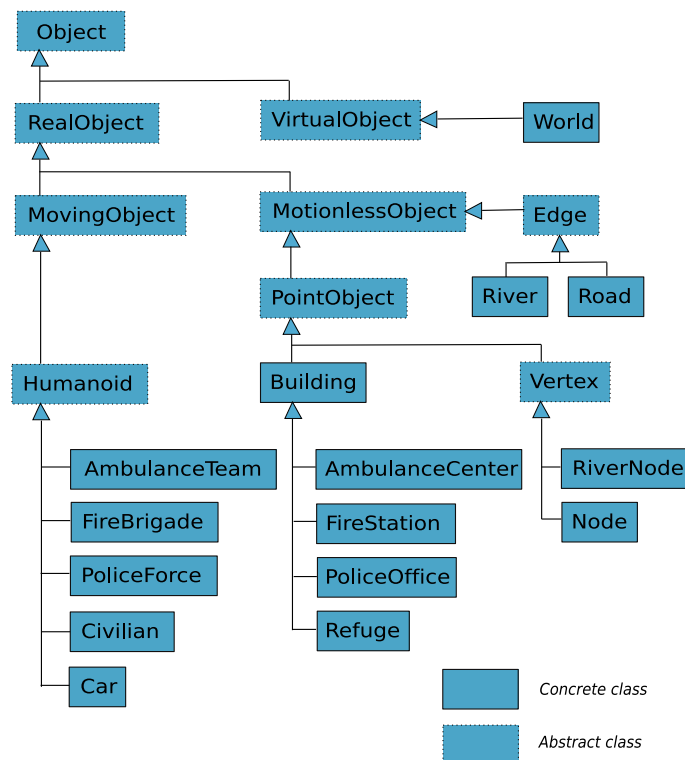 Object
RealObject
VirtualObject
World
MovingObject
MotionlessObject
Edge
River
Road
PointObject
Humanoid
Building
Vertex
AmbulanceTeam
AmbulanceCenter
RiverNode
FireBrigade
FireStation
Node
PoliceForce
PoliceOffice
Civilian
Refuge
Car
Concrete class
Abstract class